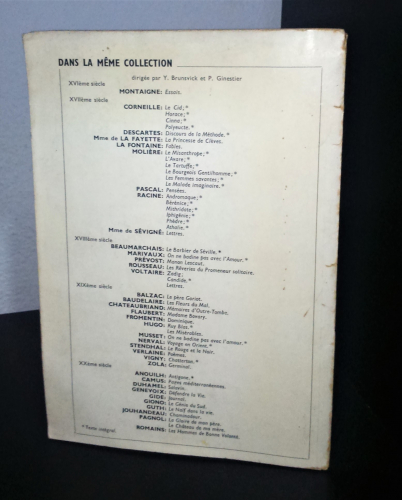 DANS LA MÊME COLLECTION
dirigée par Y. Brunsvick et P. Ginestier
XVIème siècle
MONTAIGNE: Essais.
XVIIème siècle
CORNEILLE: Le Cid;*
Horace;*
Cinna;*
Polyeucte.*
DESCARTES: Discours de la Méthode.*
Mme de LA FAYETTE: La Princesse de Clèves.
LA FONTAINE: Fables.
MOLIÈRE: Le Misanthrope;*
L'Avare;*
Le Tartuffe;*
Le Bourgeois Gentilhomme;*
Les Femmes savantes;*
Le Malade imaginaire.*
PASCAL: Pensées.
RACINE: Andromaque;*
Bérénice;*
Mithridate;*
Iphigénie;*
Phèdre;*
Athalie.*
Mme de SÉVIGNÉ: Lettres.
XVIIIème siècle
BEAUMARCHAIS: Le Barbier de Séville.*
MARIVAUX: On ne badine pas avec l'Amour.*
PRÉVOST: Manon Lescaut.
ROUSSEAU: Les Rêveries du Promeneur solitaire.
VOLTAIRE: Zadig;
Candide.*
Lettres.
XIXème siècle
BALZAC: Le père Goriot.
BAUDELAIRE: Les Fleurs du Mal.
CHATEAUBRIAND: Mémoires d'Outre-Tombe.
FLAUBERT: Madame Bovary.
FROMENTIN: Dominique.
HUGO: Ruy Blas.*
Les Misérables.
MUSSET: On ne badine pas avec l'amour.*
NERVAL: Voyage en Orient.*
STENDHAL: Le Rouge et le Noir.
VERLAINE: Poèmes.
VIGNY: Chatterton.*
ZOLA: Germinal.
XXème siècle
ANOUILH: Antigone.*
CAMUS: Pages méditerranéennes.
DUHAMEL: Salavin.
GENEVOIX: Défendre la Vie.
GIDE: Journal.
GIONO: Le Génie du Sud.
GUTH: Le Naïf dans la vie.
JOUHANDEAU: Chaminadour.
PAGNOL: La Gloire de mon père.
Le Château de ma mère.
ROMAINS: Les Hommes de Bonne Volonté.
* Texte intégral